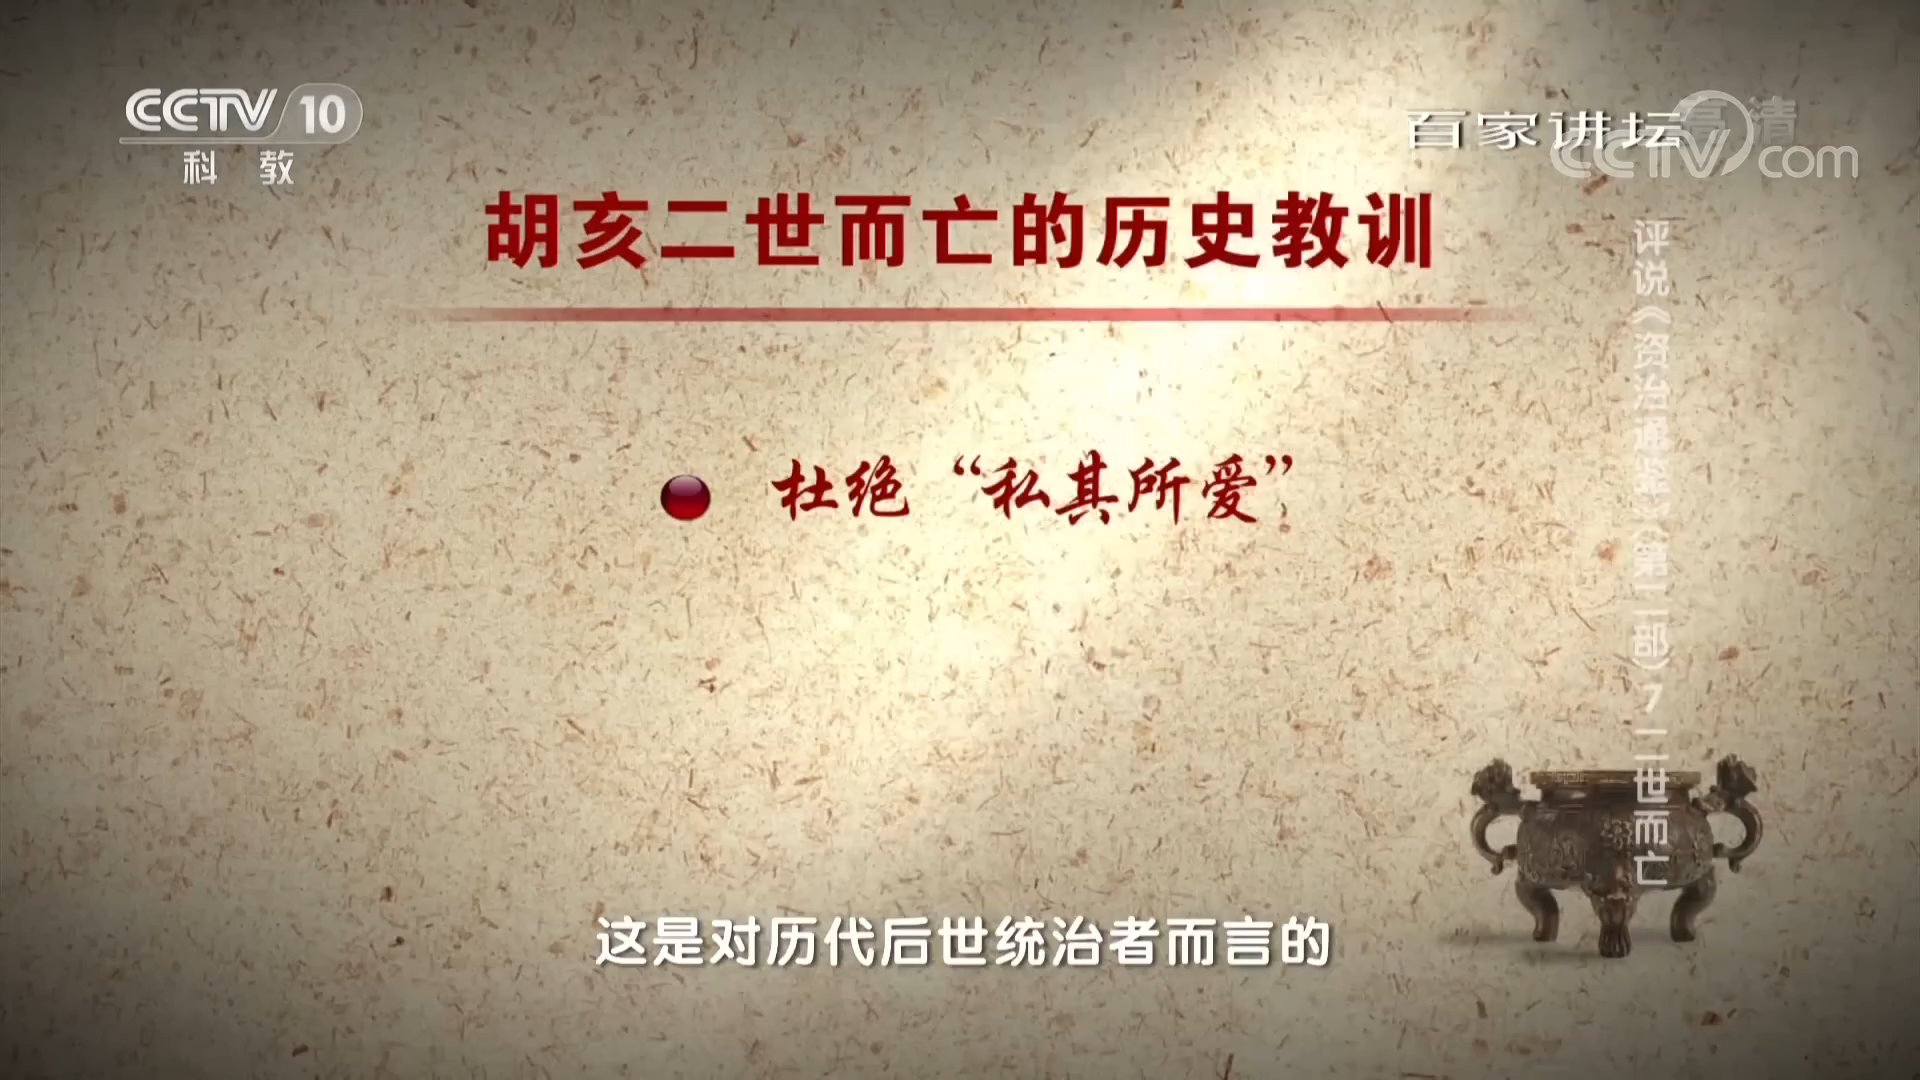 CCTV 10
科教
百家讲坛
高清
CCTV com
胡亥二世而亡的历史教训
杜绝“私其所爱”
评说《资治通鉴》（第二部）7 二世而亡
这是对历代后世统治者而言的